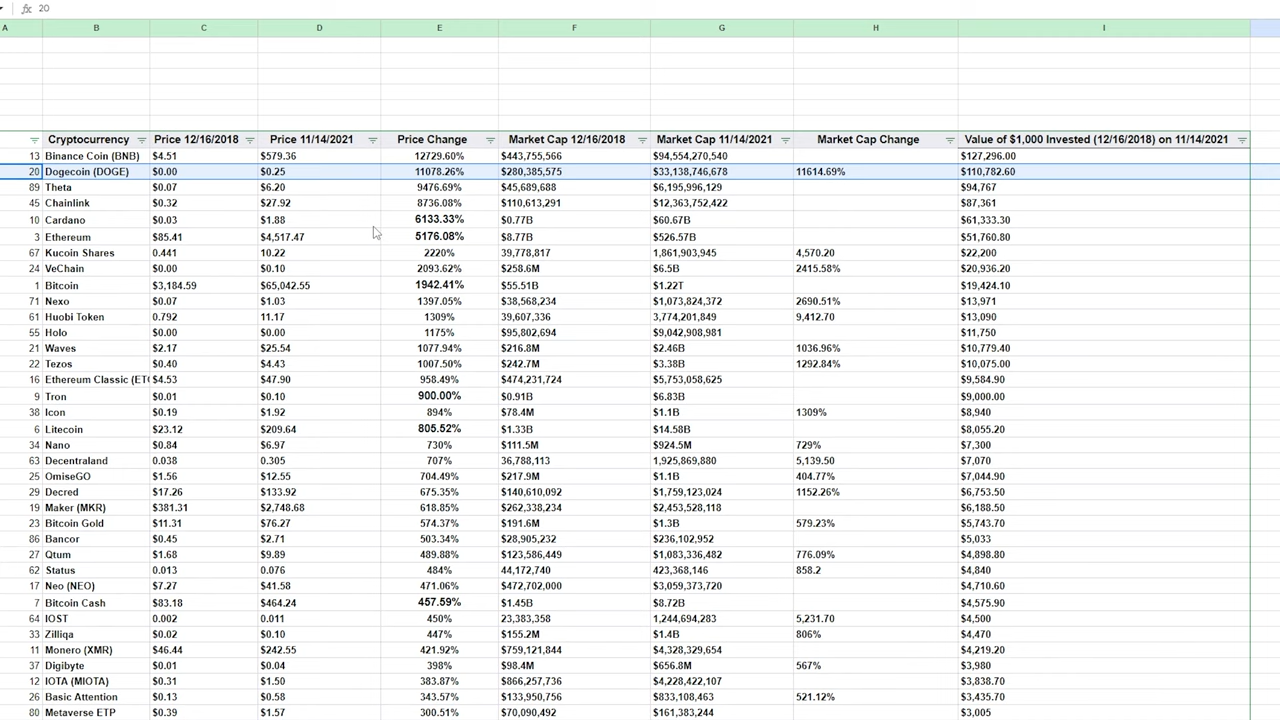 fx 20
A B C D E F G H I
Cryptocurrency Price 12/16/2018 Price 11/14/2021 Price Change Market Cap 12/16/2018 Market Cap 11/14/2021 Market Cap Change Value of $1,000 Invested (12/16/2018) on 11/14/2021
13 Binance Coin (BNB) $4.51 $579.36 12729.60% $443,755,566 $94,554,270,540 $127,296.00
20 Dogecoin (DOGE) $0.00 $0.25 11078.26% $280,385,575 $33,138,746,678 11614.69% $110,782.60
89 Theta $0.07 $6.20 9476.69% $45,689,688 $6,195,996,129 $94,767
45 Chainlink $0.32 $27.92 8736.08% $110,613,291 $12,363,752,422 $87,361
10 Cardano $0.03 $1.88 6133.33% $0.77B $60.67B $61,333.30
3 Ethereum $85.41 $4,517.47 5176.08% $8.77B $526.57B $51,760.80
67 Kucoin Shares 0.441 10.22 2220% 39,778,817 1,861,903,945 4,570.20 $22,200
24 VeChain $0.00 $0.10 2093.62% $258.6M $6.5B 2415.58% $20,936.20
1 Bitcoin $3,184.59 $65,042.55 1942.41% $55.51B $1.22T $19,424.10
71 Nexo $0.07 $1.03 1397.05% $38,568,234 $1,073,824,372 2690.51% $13,971
61 Huobi Token 0.792 11.17 1309% 39,607,336 3,774,201,849 9,412.70 $13,090
55 Holo $0.00 $0.00 1175% $95,802,694 $9,042,908,981 $11,750
21 Waves $2.17 $25.54 1077.94% $216.8M $2.46B 1036.96% $10,779.40
22 Tezos $0.40 $4.43 1007.50% $242.7M $3.38B 1292.84% $10,075.00
16 Ethereum Classic (ETC $4.53 $47.90 958.49% $474,231,724 $5,753,058,625 $9,584.90
9 Tron $0.01 $0.10 900.00% $0.91B $6.83B $9,000.00
38 Icon $0.19 $1.92 894% $78.4M $1.1B 1309% $8,940
6 Litecoin $23.12 $209.64 805.52% $1.33B $14.58B $8,055.20
34 Nano $0.84 $6.97 730% $111.5M $924.5M 729% $7,300
63 Decentraland 0.038 0.305 707% 36,788,113 1,925,869,880 5,139.50 $7,070
25 OmiseGO $1.56 $12.55 704.49% $217.9M $1.1B 404.77% $7,044.90
29 Decred $17.26 $133.92 675.35% $140,610,092 $1,759,123,024 1152.26% $6,753.50
19 Maker (MKR) $381.31 $2,748.68 618.85% $262,338,234 $2,453,528,118 $6,188.50
23 Bitcoin Gold $11.31 $76.27 574.37% $191.6M $1.3B 579.23% $5,743.70
86 Bancor $0.45 $2.71 503.34% $28,905,232 $236,102,952 $5,033
27 Qtum $1.68 $9.89 489.88% $123,586,449 $1,083,336,482 776.09% $4,898.80
62 Status 0.013 0.076 484% 44,172,740 423,368,146 858.2 $4,840
17 Neo (NEO) $7.27 $41.58 471.06% $472,702,000 $3,059,373,720 $4,710.60
7 Bitcoin Cash $83.18 $464.24 457.59% $1.45B $8.72B $4,575.90
64 IOST 0.002 0.011 450% 23,383,358 1,244,694,283 5,231.70 $4,500
33 Zilliqa $0.02 $0.10 447% $155.2M $1.4B 806% $4,470
11 Monero (XMR) $46.44 $242.55 421.92% $759,121,844 $4,328,329,654 $4,219.20
37 Digibyte $0.01 $0.04 398% $98.4M $656.8M 567% $3,980
12 IOTA (MIOTA) $0.31 $1.50 383.87% $866,257,736 $4,228,422,107 $3,838.70
26 Basic Attention $0.13 $0.58 343.57% $133,950,756 $833,108,463 521.12% $3,435.70
80 Metaverse ETP $0.39 $1.57 300.51% $70,090,492 $161,383,244 $3,005